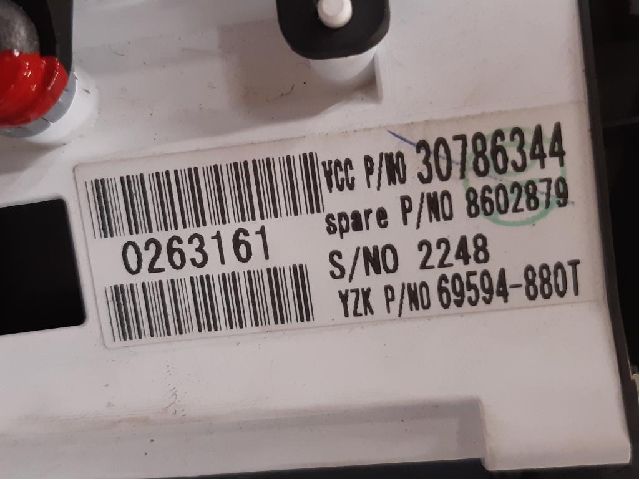 VCC P/NO 30786344
spare P/NO 8602879
0263161
S/NO 2248
YZK P/NO 69594-880T